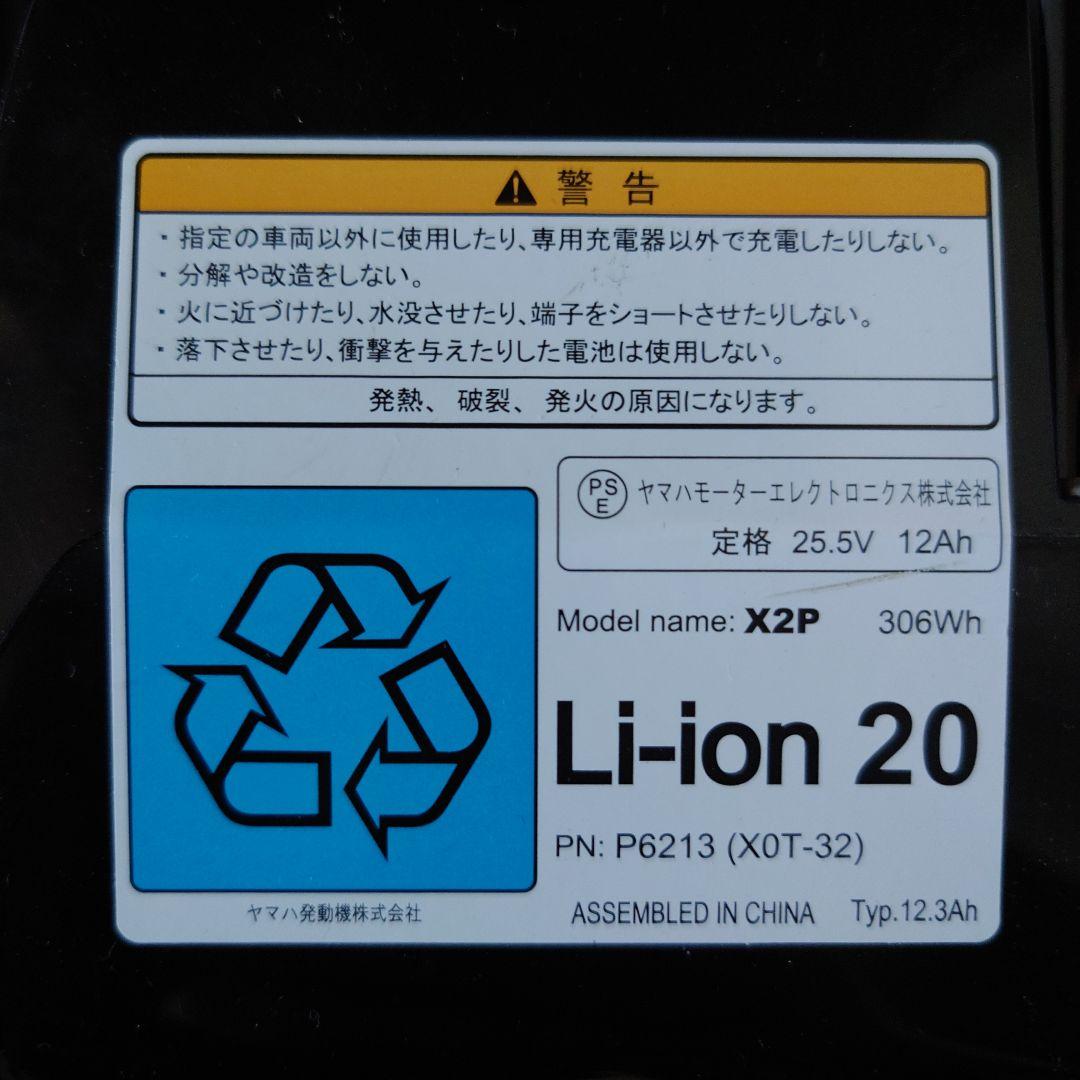 ⚠ 警告
・指定の車両以外に使用したり、専用充電器以外で充電したりしない。
・分解や改造をしない。
・火に近づけたり、水没させたり、端子をショートさせたりしない。
・落下させたり、衝撃を与えたりした電池は使用しない。
発熱、破裂、発火の原因になります。
PSE ヤマハモーターエレクトロニクス株式会社
定格 25.5V 12Ah
Model name: X2P 306Wh
Li-ion 20
PN: P6213 (X0T-32)
ヤマハ発動機株式会社
ASSEMBLED IN CHINA Typ.12.3Ah